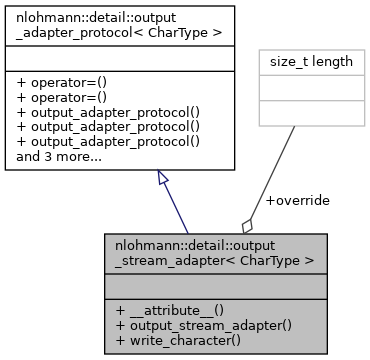 nlohmann::detail::output
_adapter_protocol< CharType >
+ operator=()
+ operator=()
+ output_adapter_protocol()
+ output_adapter_protocol()
+ output_adapter_protocol()
and 3 more...
size_t length
+override
nlohmann::detail::output
_stream_adapter< CharType >
+ __attribute__()
+ output_stream_adapter()
+ write_character()